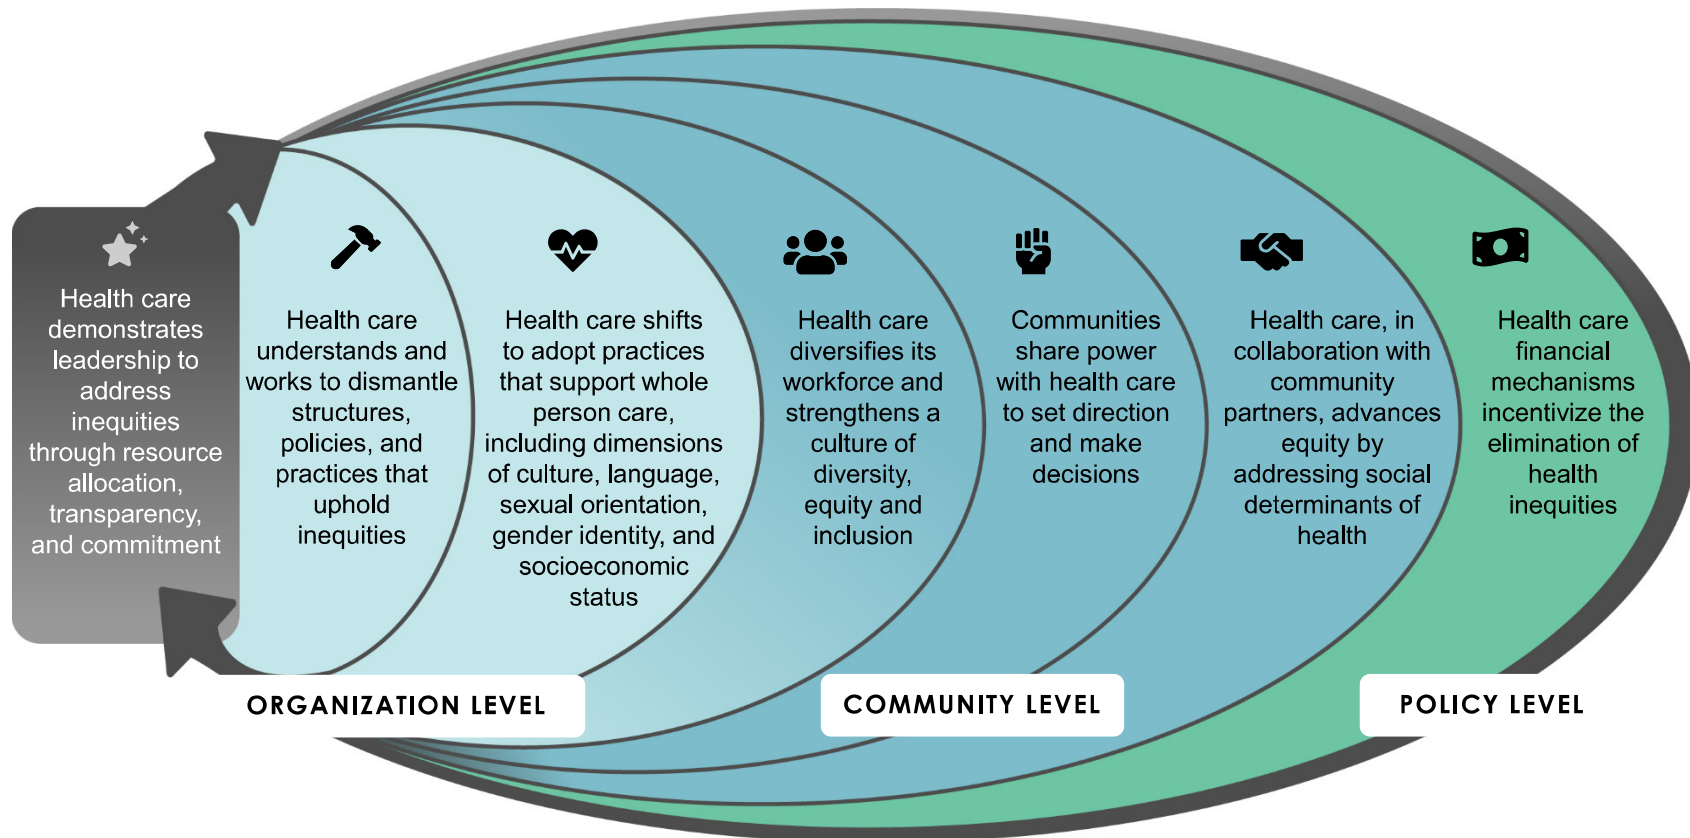 Health care
demonstrates
leadership to
address
inequities
through resource
allocation,
transparency,
and commitment
Health care
understands and
works to dismantle
structures,
policies, and
practices that
uphold
inequities
Health care shifts
to adopt practices
that support whole
person care,
including dimensions
of culture, language,
sexual orientation,
gender identity, and
socioeconomic
status
Health care
diversifies its
workforce and
strengthens a
culture of
diversity,
equity and
inclusion
Communities
share power
with health care
to set direction
and make
decisions
Health care, in
collaboration with
community
partners, advances
equity by
addressing social
determinants of
health
Health care
financial
mechanisms
incentivize the
elimination of
health
inequities
ORGANIZATION LEVEL
COMMUNITY LEVEL
POLICY LEVEL